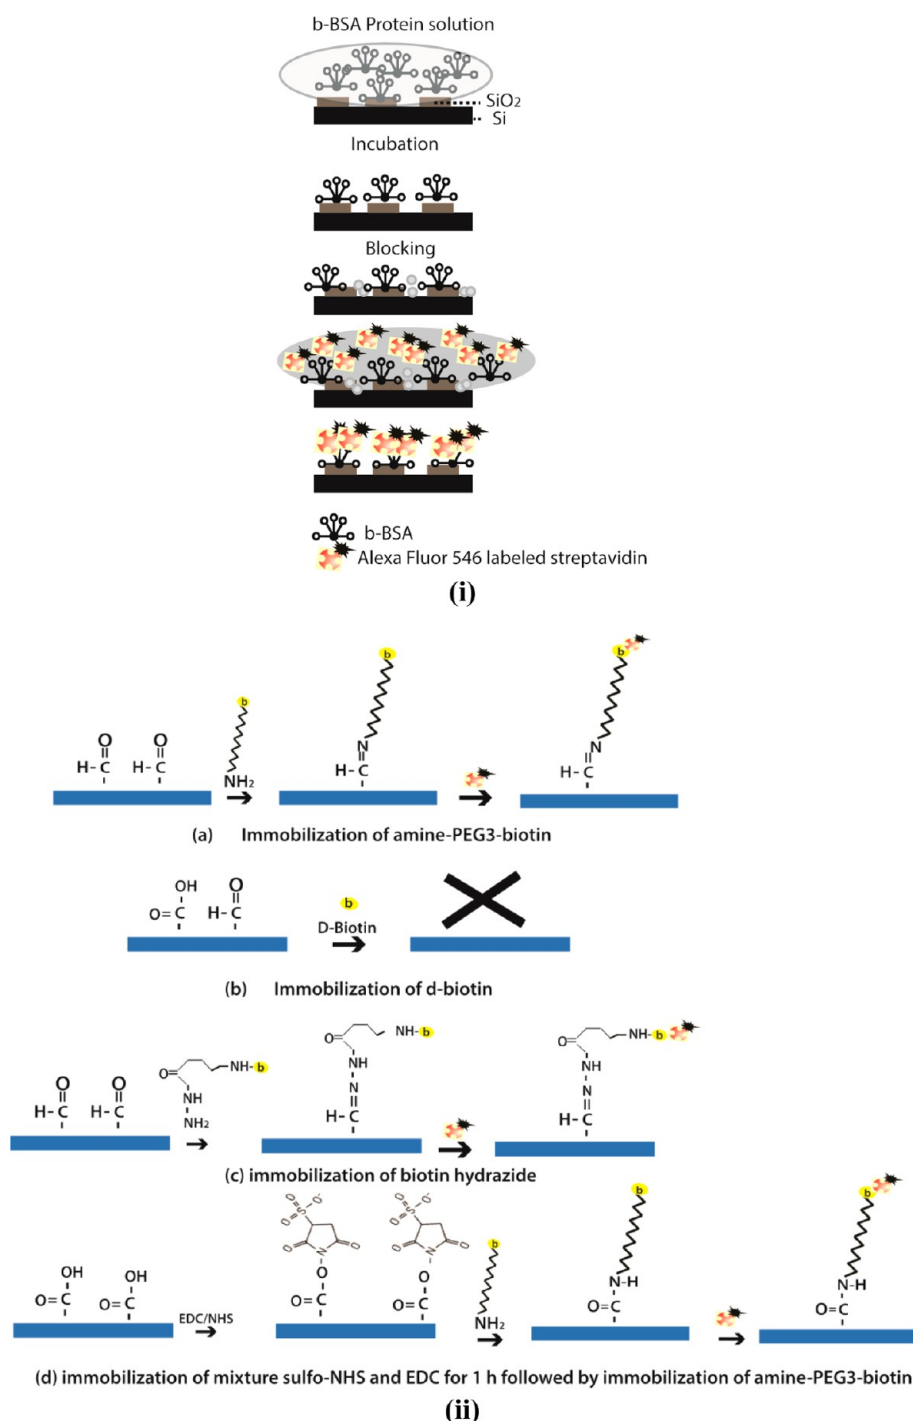 b-BSA Protein solution
SiO₂
Si
Incubation
Blocking
b-BSA
Alexa Fluor 546 labeled streptavidin
(i)
b
b
b
O O
H-C H-C
NH₂
N
H-C
N
H-C
(a) Immobilization of amine-PEG3-biotin
OH
O=C
O
H-C
b
D-Biotin
(b) Immobilization of d-biotin
O O
H-C H-C
O
NH-b
NH
NH₂
O
NH-b
NH
N
H-C
O
NH-b
NH
N
H-C
(c) immobilization of biotin hydrazide
OH
O=C
OH
O=C
EDC/NHS
O O⁻
S
O
O N O
O
O=C
O O⁻
S
O
O N O
O
O=C
b
NH₂
b
N-H
O=C
b
N-H
O=C
(d) immobilization of mixture sulfo-NHS and EDC for 1 h followed by immobilization of amine-PEG3-biotin
(ii)